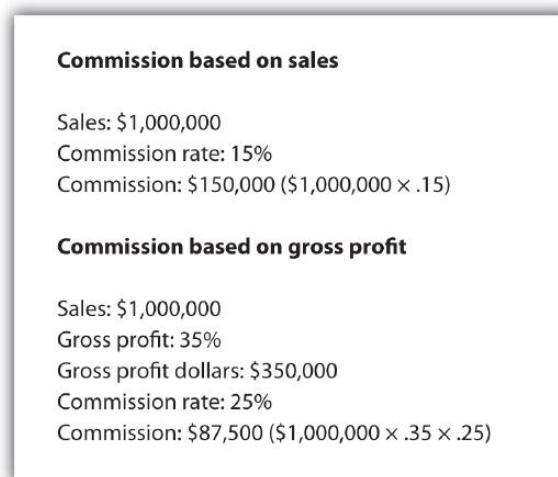 Commission based on sales
Sales: $1,000,000
Commission rate: 15%
Commission: $150,000 ($1,000,000 × .15)
Commission based on gross profit
Sales: $1,000,000
Gross profit: 35%
Gross profit dollars: $350,000
Commission rate: 25%
Commission: $87,500 ($1,000,000 × .35 × .25)